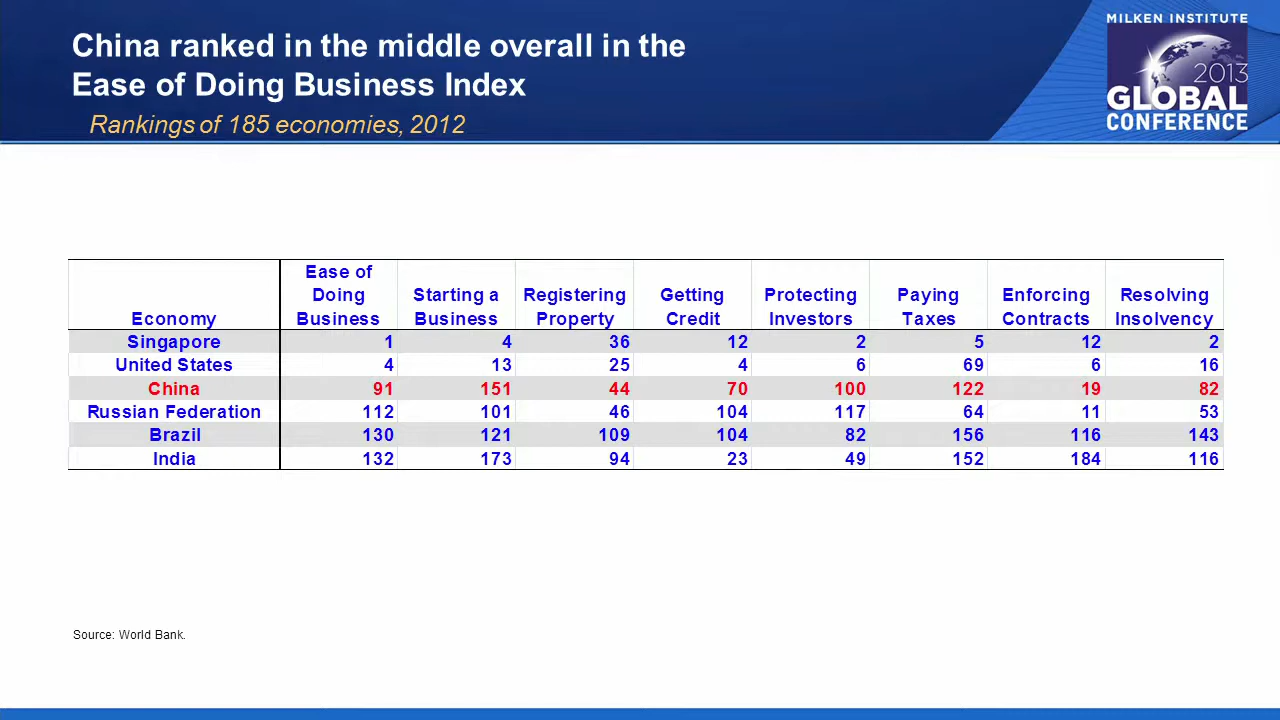 China ranked in the middle overall in the
Ease of Doing Business Index
Rankings of 185 economies, 2012
MILKEN INSTITUTE
2013
GLOBAL
CONFERENCE
Economy Ease of Doing Business Starting a Business Registering Property Getting Credit Protecting Investors Paying Taxes Enforcing Contracts Resolving Insolvency
Singapore 1 4 36 12 2 5 12 2
United States 4 13 25 4 6 69 6 16
China 91 151 44 70 100 122 19 82
Russian Federation 112 101 46 104 117 64 11 53
Brazil 130 121 109 104 82 156 116 143
India 132 173 94 23 49 152 184 116
Source: World Bank.